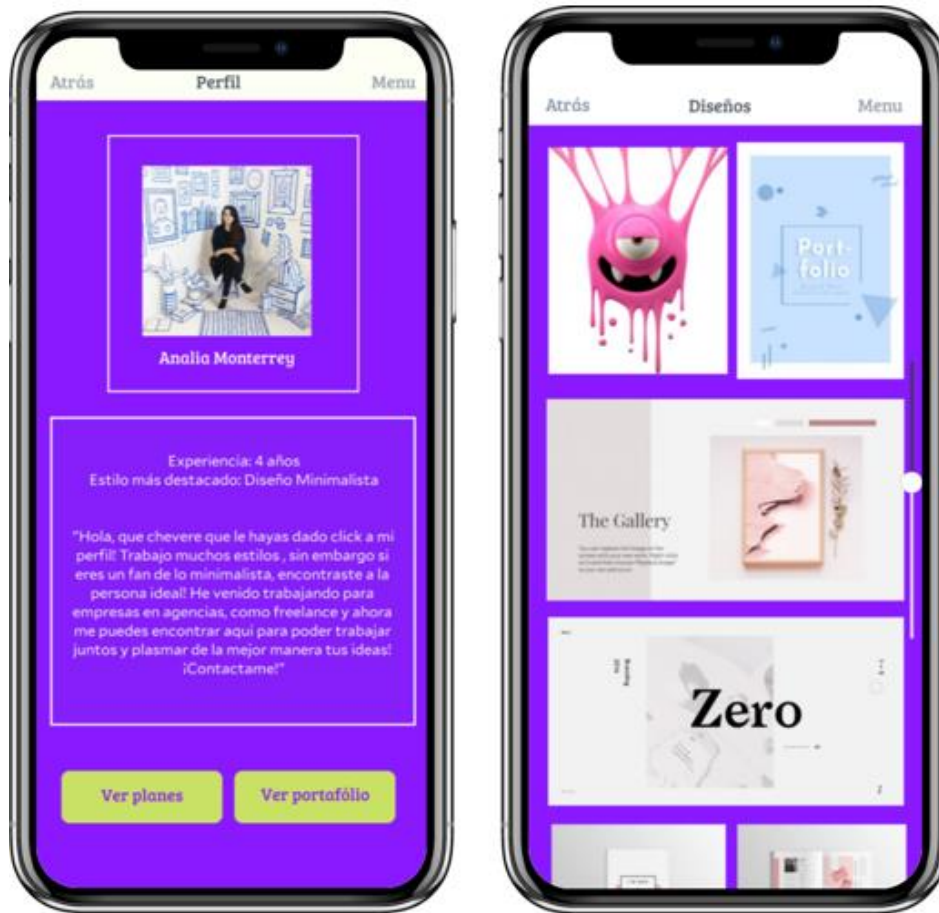 Atrás Perfil Menu
Analia Monterrey
Experiencia: 4 años
Estilo más destacado: Diseño Minimalista
"Hola, que chevere que le hayas dado click a mi
perfil! Trabajo muchos estilos , sin embargo si
eres un fan de lo minimalista, encontraste a la
persona ideal! He venido trabajando para
empresas en agencias, como freelance y ahora
me puedes encontrar aqui para poder trabajar
juntos y plasmar de la mejor manera tus ideas!
¡Contactame!"
Ver planes Ver portafólio
Atrás Diseños Menu
Port-
folio
The Gallery
Zero